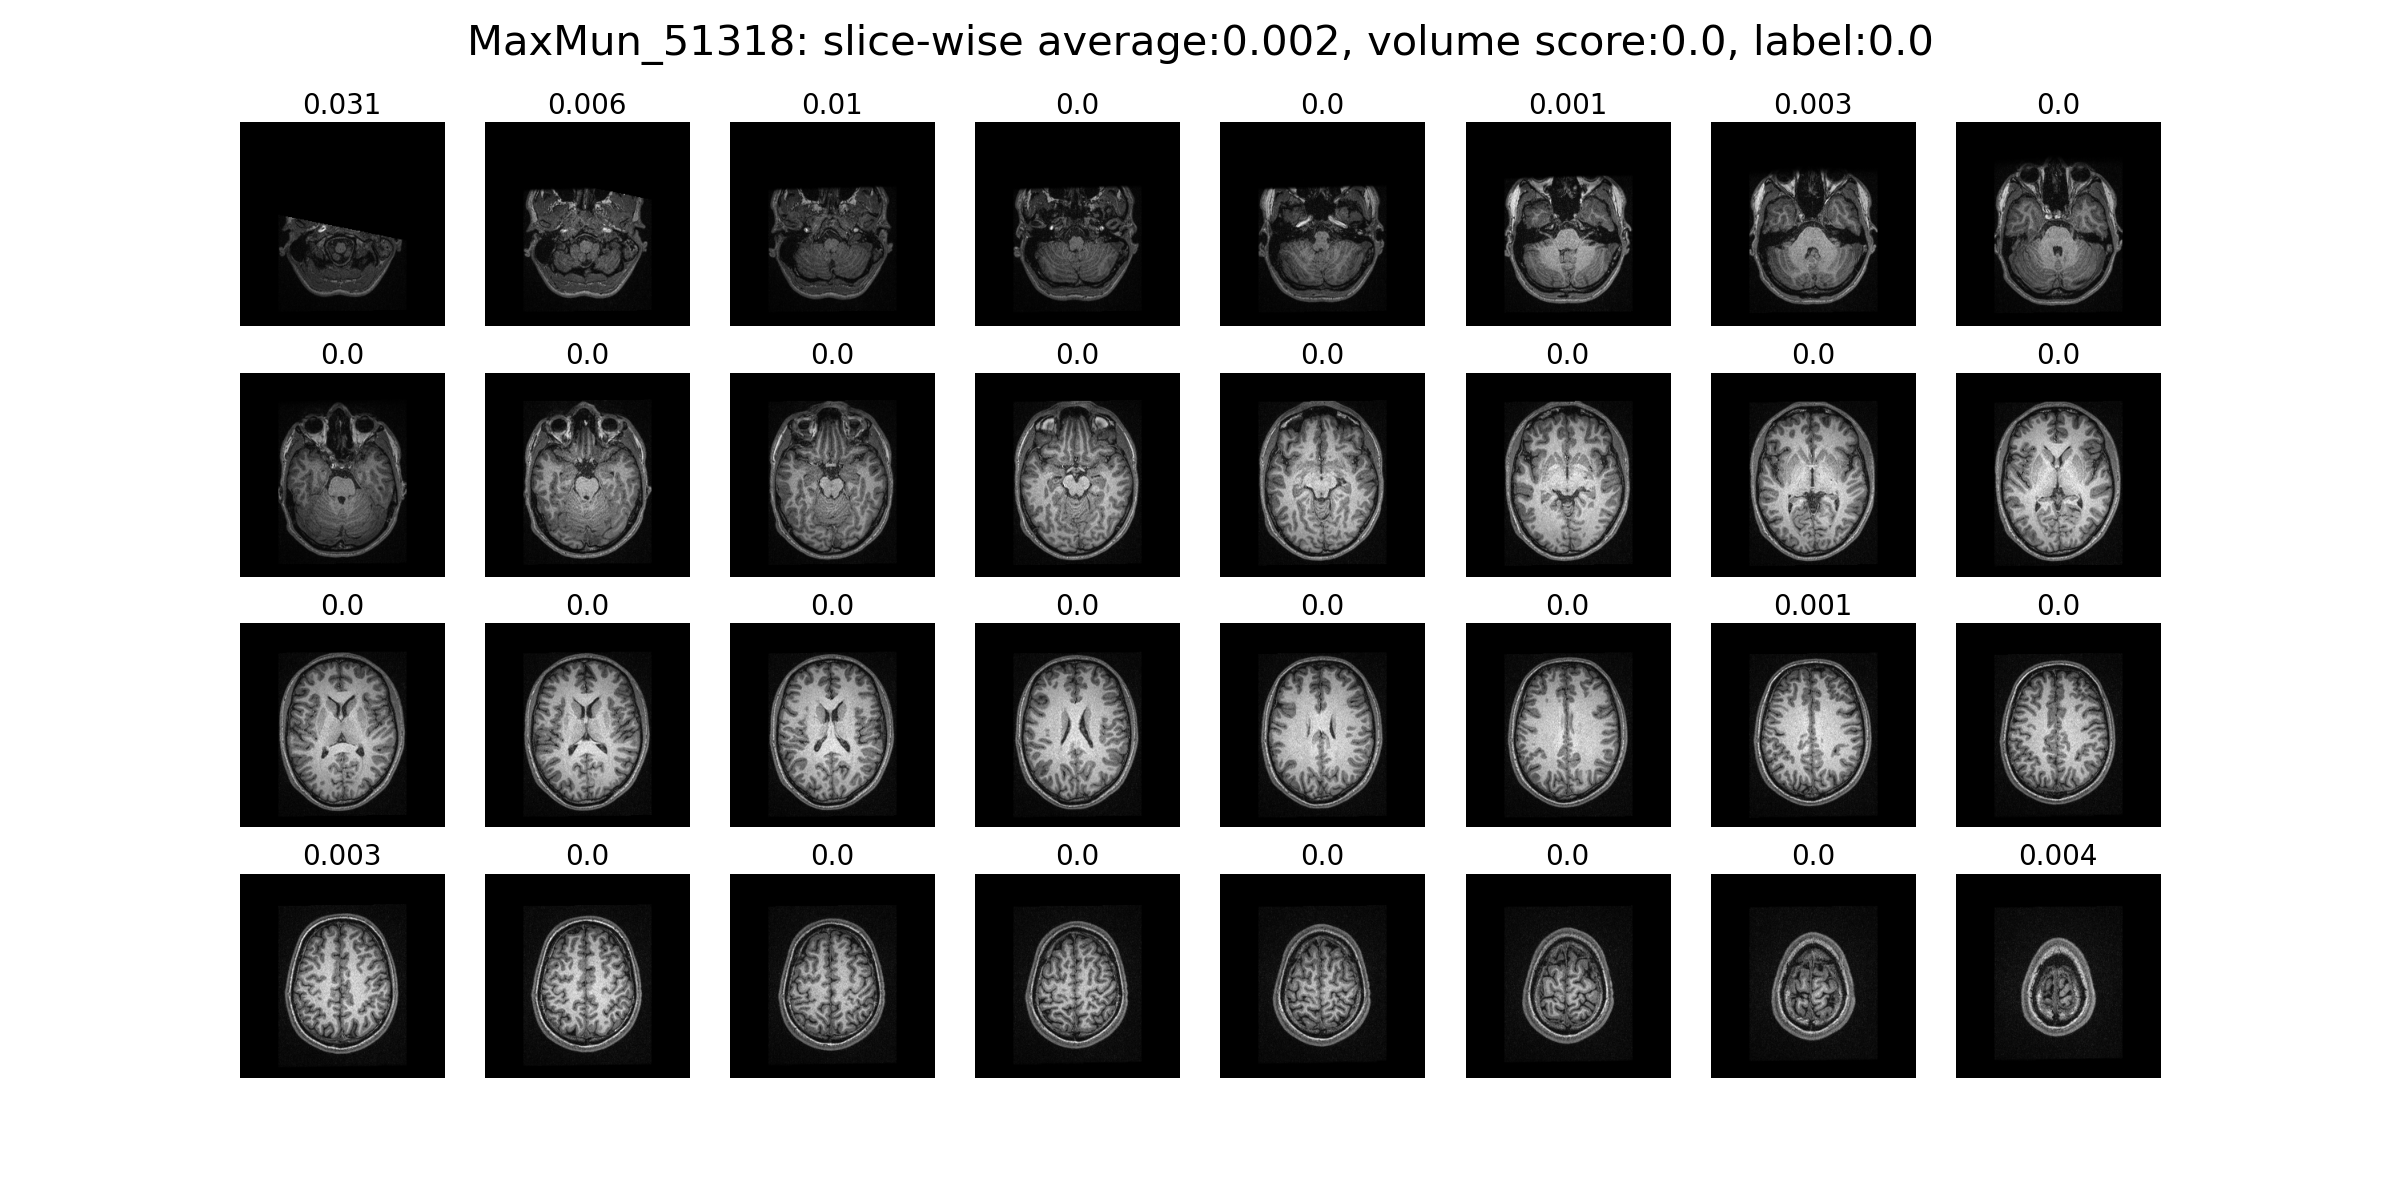 MaxMun_51318: slice-wise average:0.002, volume score:0.0, label:0.0
0.031 0.006 0.01 0.0 0.0 0.001 0.003 0.0
0.0 0.0 0.0 0.0 0.0 0.0 0.0 0.0
0.0 0.0 0.0 0.0 0.0 0.0 0.001 0.0
0.003 0.0 0.0 0.0 0.0 0.0 0.0 0.004